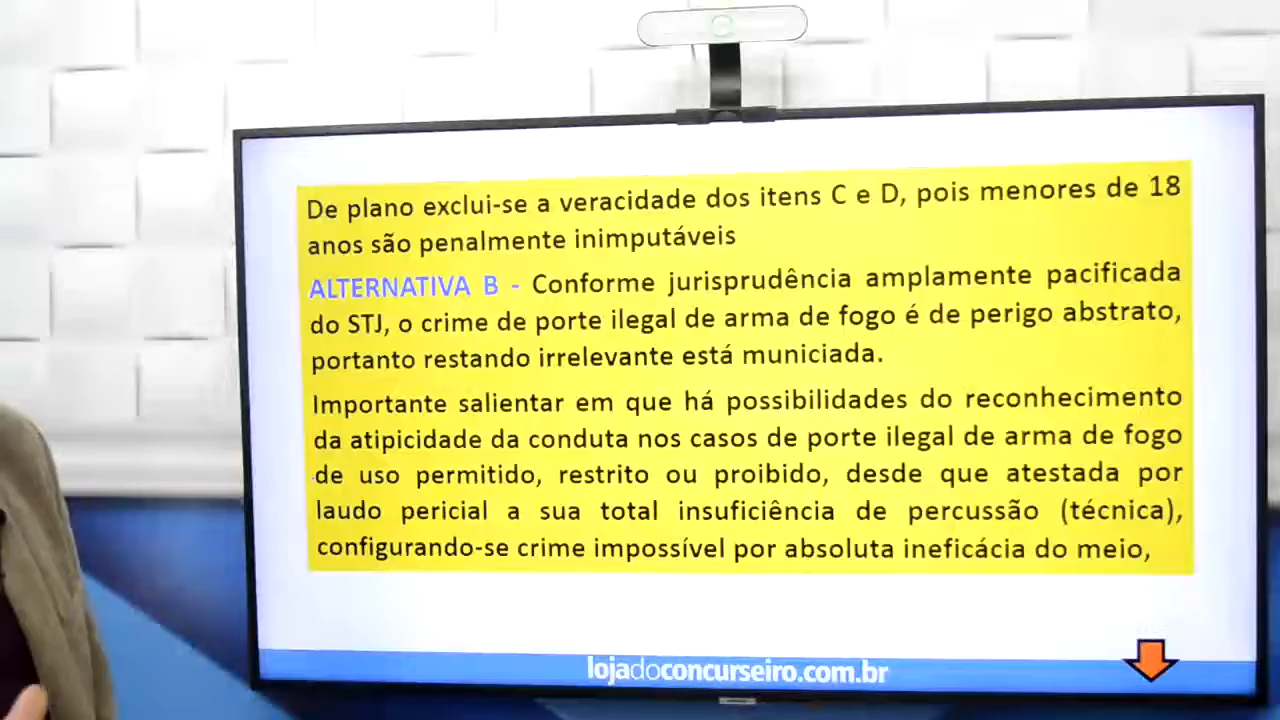 De plano exclui-se a veracidade dos itens C e D, pois menores de 18
anos são penalmente inimputáveis
ALTERNATIVA B - Conforme jurisprudência amplamente pacificada
do STJ, o crime de porte ilegal de arma de fogo é de perigo abstrato,
portanto restando irrelevante está municiada.
Importante salientar em que há possibilidades do reconhecimento
da atipicidade da conduta nos casos de porte ilegal de arma de fogo
de uso permitido, restrito ou proibido, desde que atestada por
laudo pericial a sua total insuficiência de percussão (técnica),
configurando-se crime impossível por absoluta ineficácia do meio,
lojadoconcurseiro.com.br